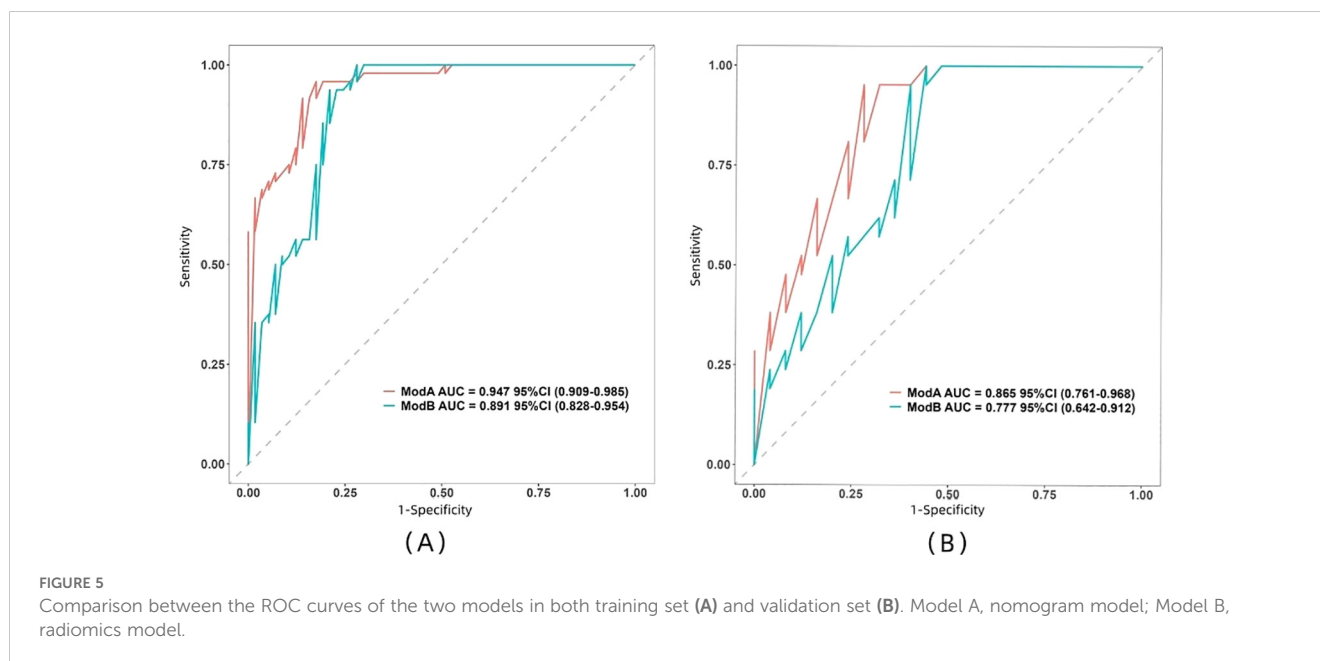 1.00
0.75
0.50
0.25
0.00
Sensitivity
ModA AUC = 0.947 95%CI (0.909-0.985)
ModB AUC = 0.891 95%CI (0.828-0.954)
0.00 0.25 0.50 0.75 1.00
1-Specificity
(A)
1.00
0.75
0.50
0.25
0.00
Sensitivity
ModA AUC = 0.865 95%CI (0.761-0.968)
ModB AUC = 0.777 95%CI (0.642-0.912)
0.00 0.25 0.50 0.75 1.00
1-Specificity
(B)
FIGURE 5
Comparison between the ROC curves of the two models in both training set (A) and validation set (B). Model A, nomogram model; Model B,
radiomics model.